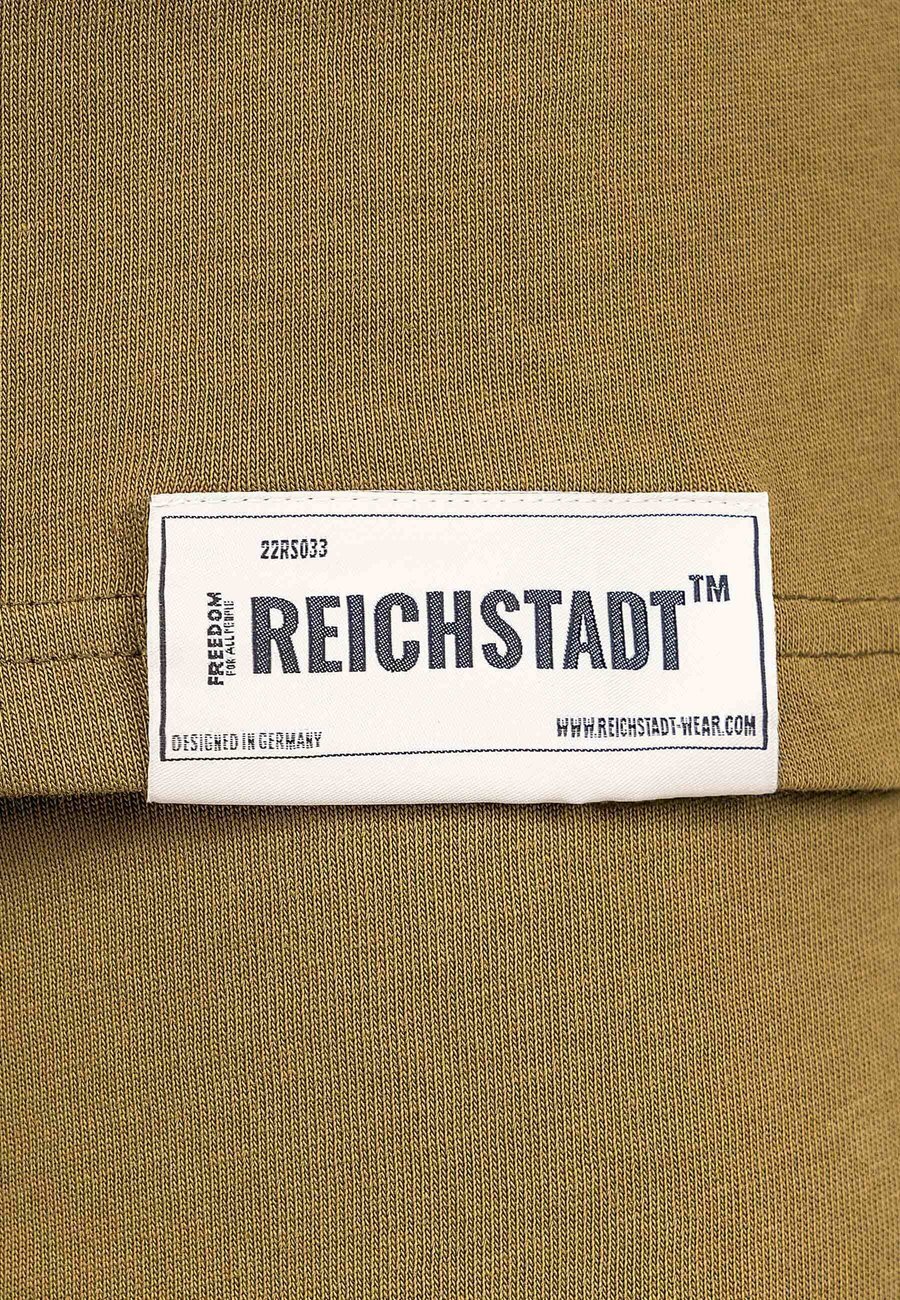 22RS033
FREEDOM
FOR ALL PEOPLE
REICHSTADT™
DESIGNED IN GERMANY
WWW.REICHSTADT-WEAR.COM